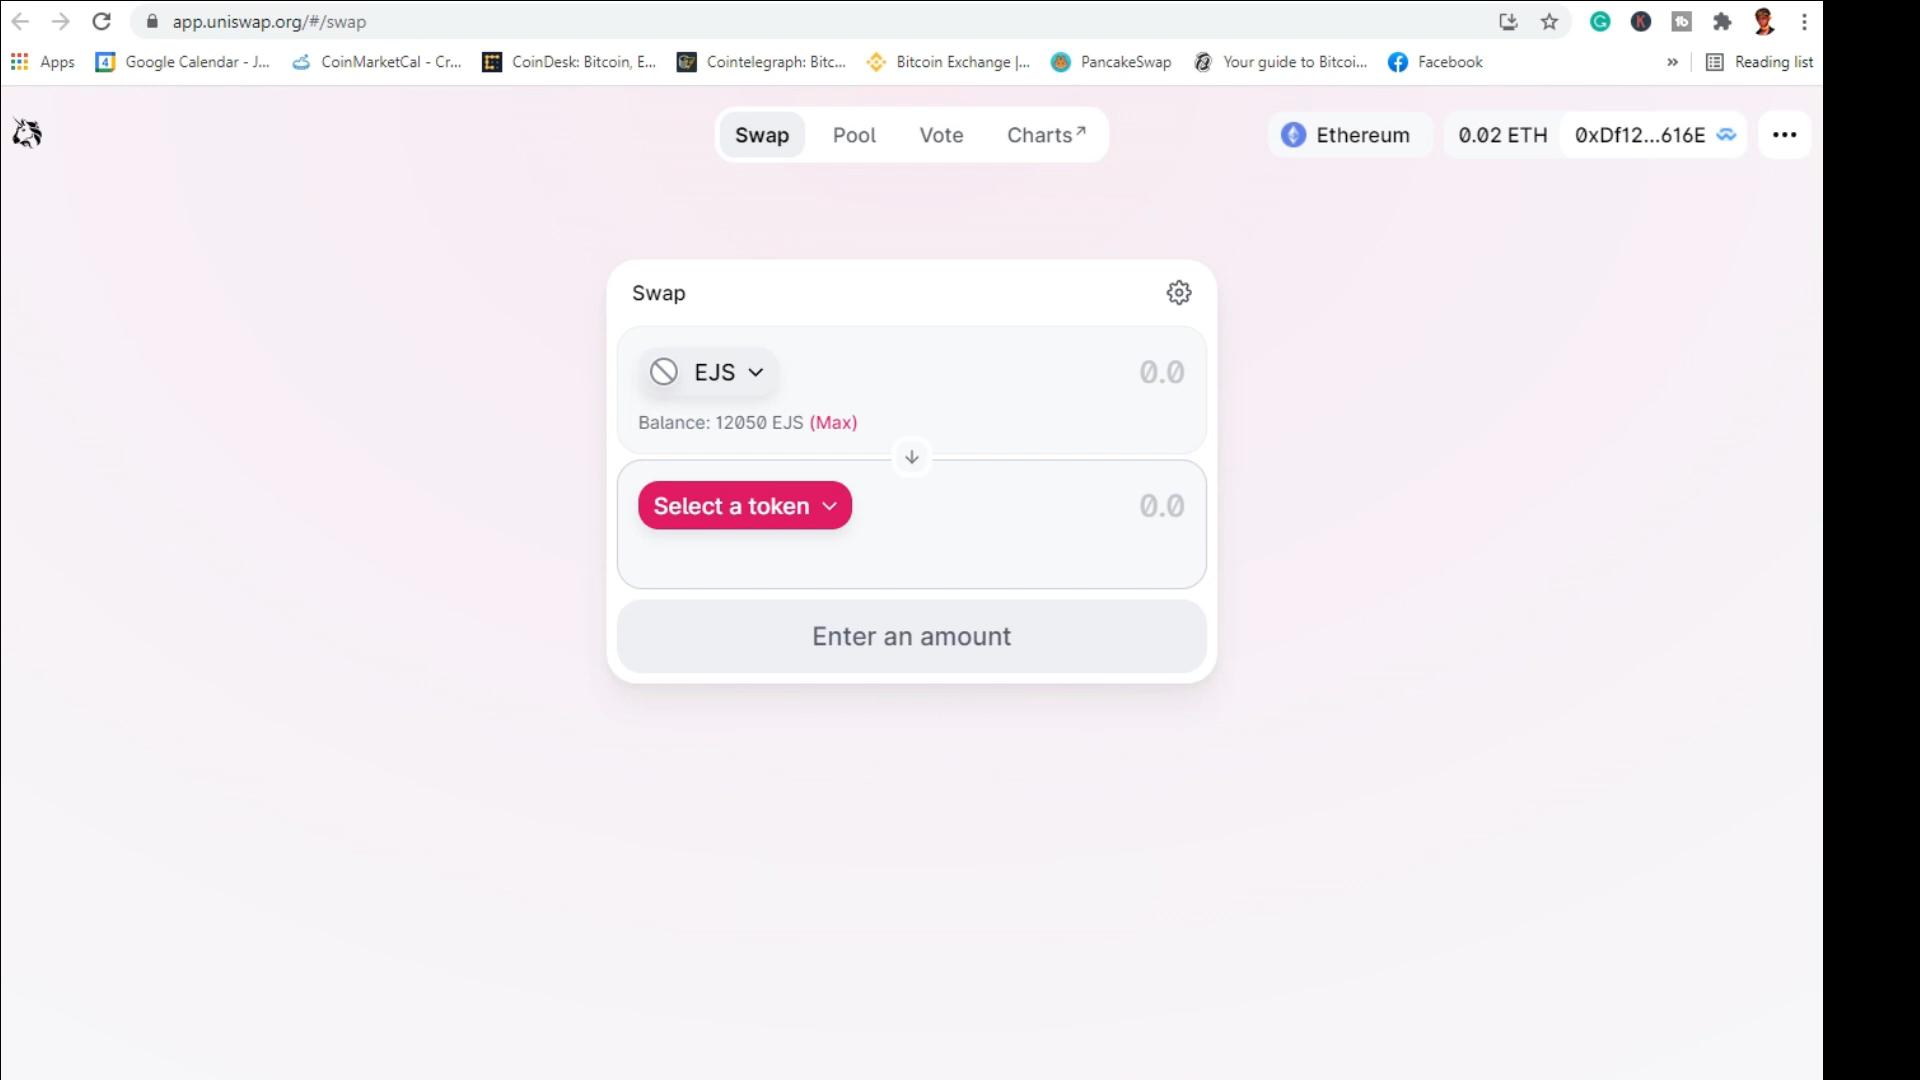 app.uniswap.org/#/swap
Apps
4
Google Calendar - J...
CoinMarketCal - Cr...
CoinDesk: Bitcoin, E...
Cointelegraph: Bitc...
Bitcoin Exchange |...
PancakeSwap
Your guide to Bitcoi...
Facebook
»
Reading list
Swap
Pool
Vote
Charts↗
Ethereum
0.02 ETH
0xDf12...616E
Swap
EJS
0.0
Balance: 12050 EJS (Max)
Select a token
0.0
Enter an amount